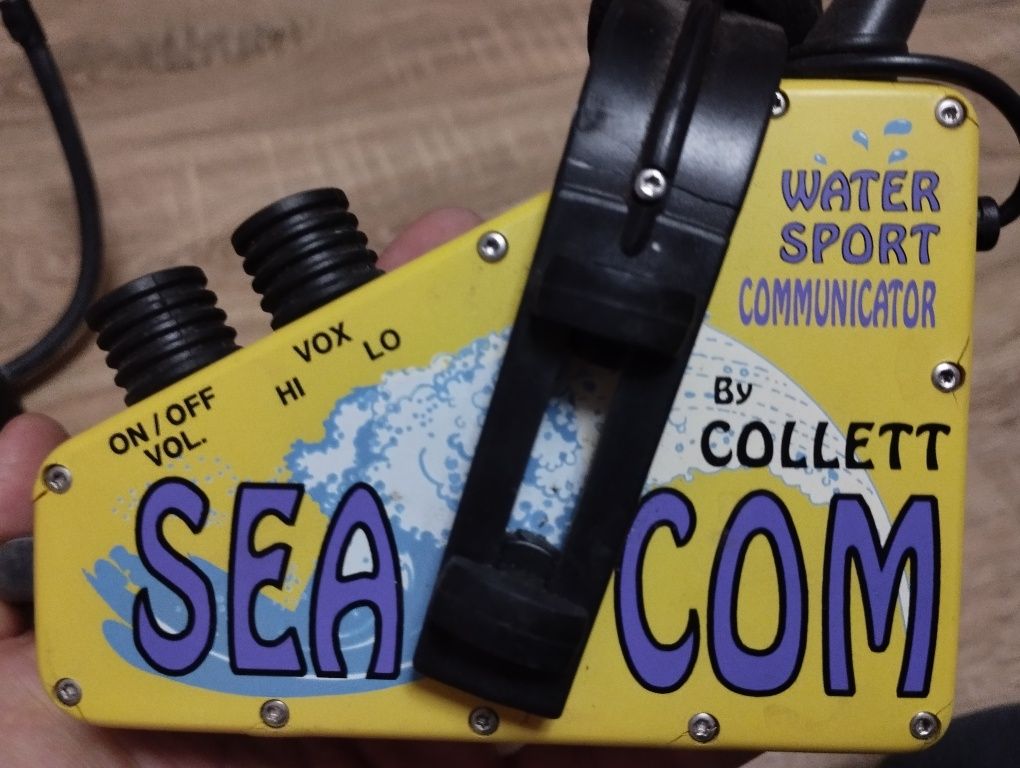 WATER
SPORT
COMMUNICATOR
By
COLLETT
VOX
HI LO
ON / OFF
VOL.
SEA COM